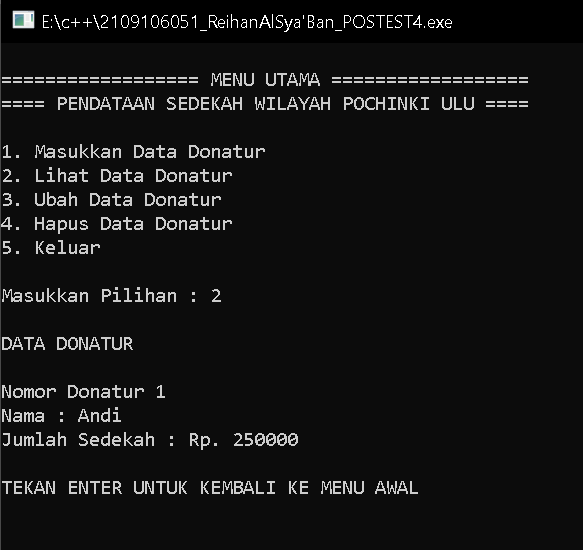 E:\c++\2109106051_ReihanAlSya'Ban_POSTEST4.exe
================== MENU UTAMA ==================
==== PENDATAAN SEDEKAH WILAYAH POCHINKI ULU ====
1. Masukkan Data Donatur
2. Lihat Data Donatur
3. Ubah Data Donatur
4. Hapus Data Donatur
5. Keluar
Masukkan Pilihan : 2
DATA DONATUR
Nomor Donatur 1
Nama : Andi
Jumlah Sedekah : Rp. 250000
TEKAN ENTER UNTUK KEMBALI KE MENU AWAL